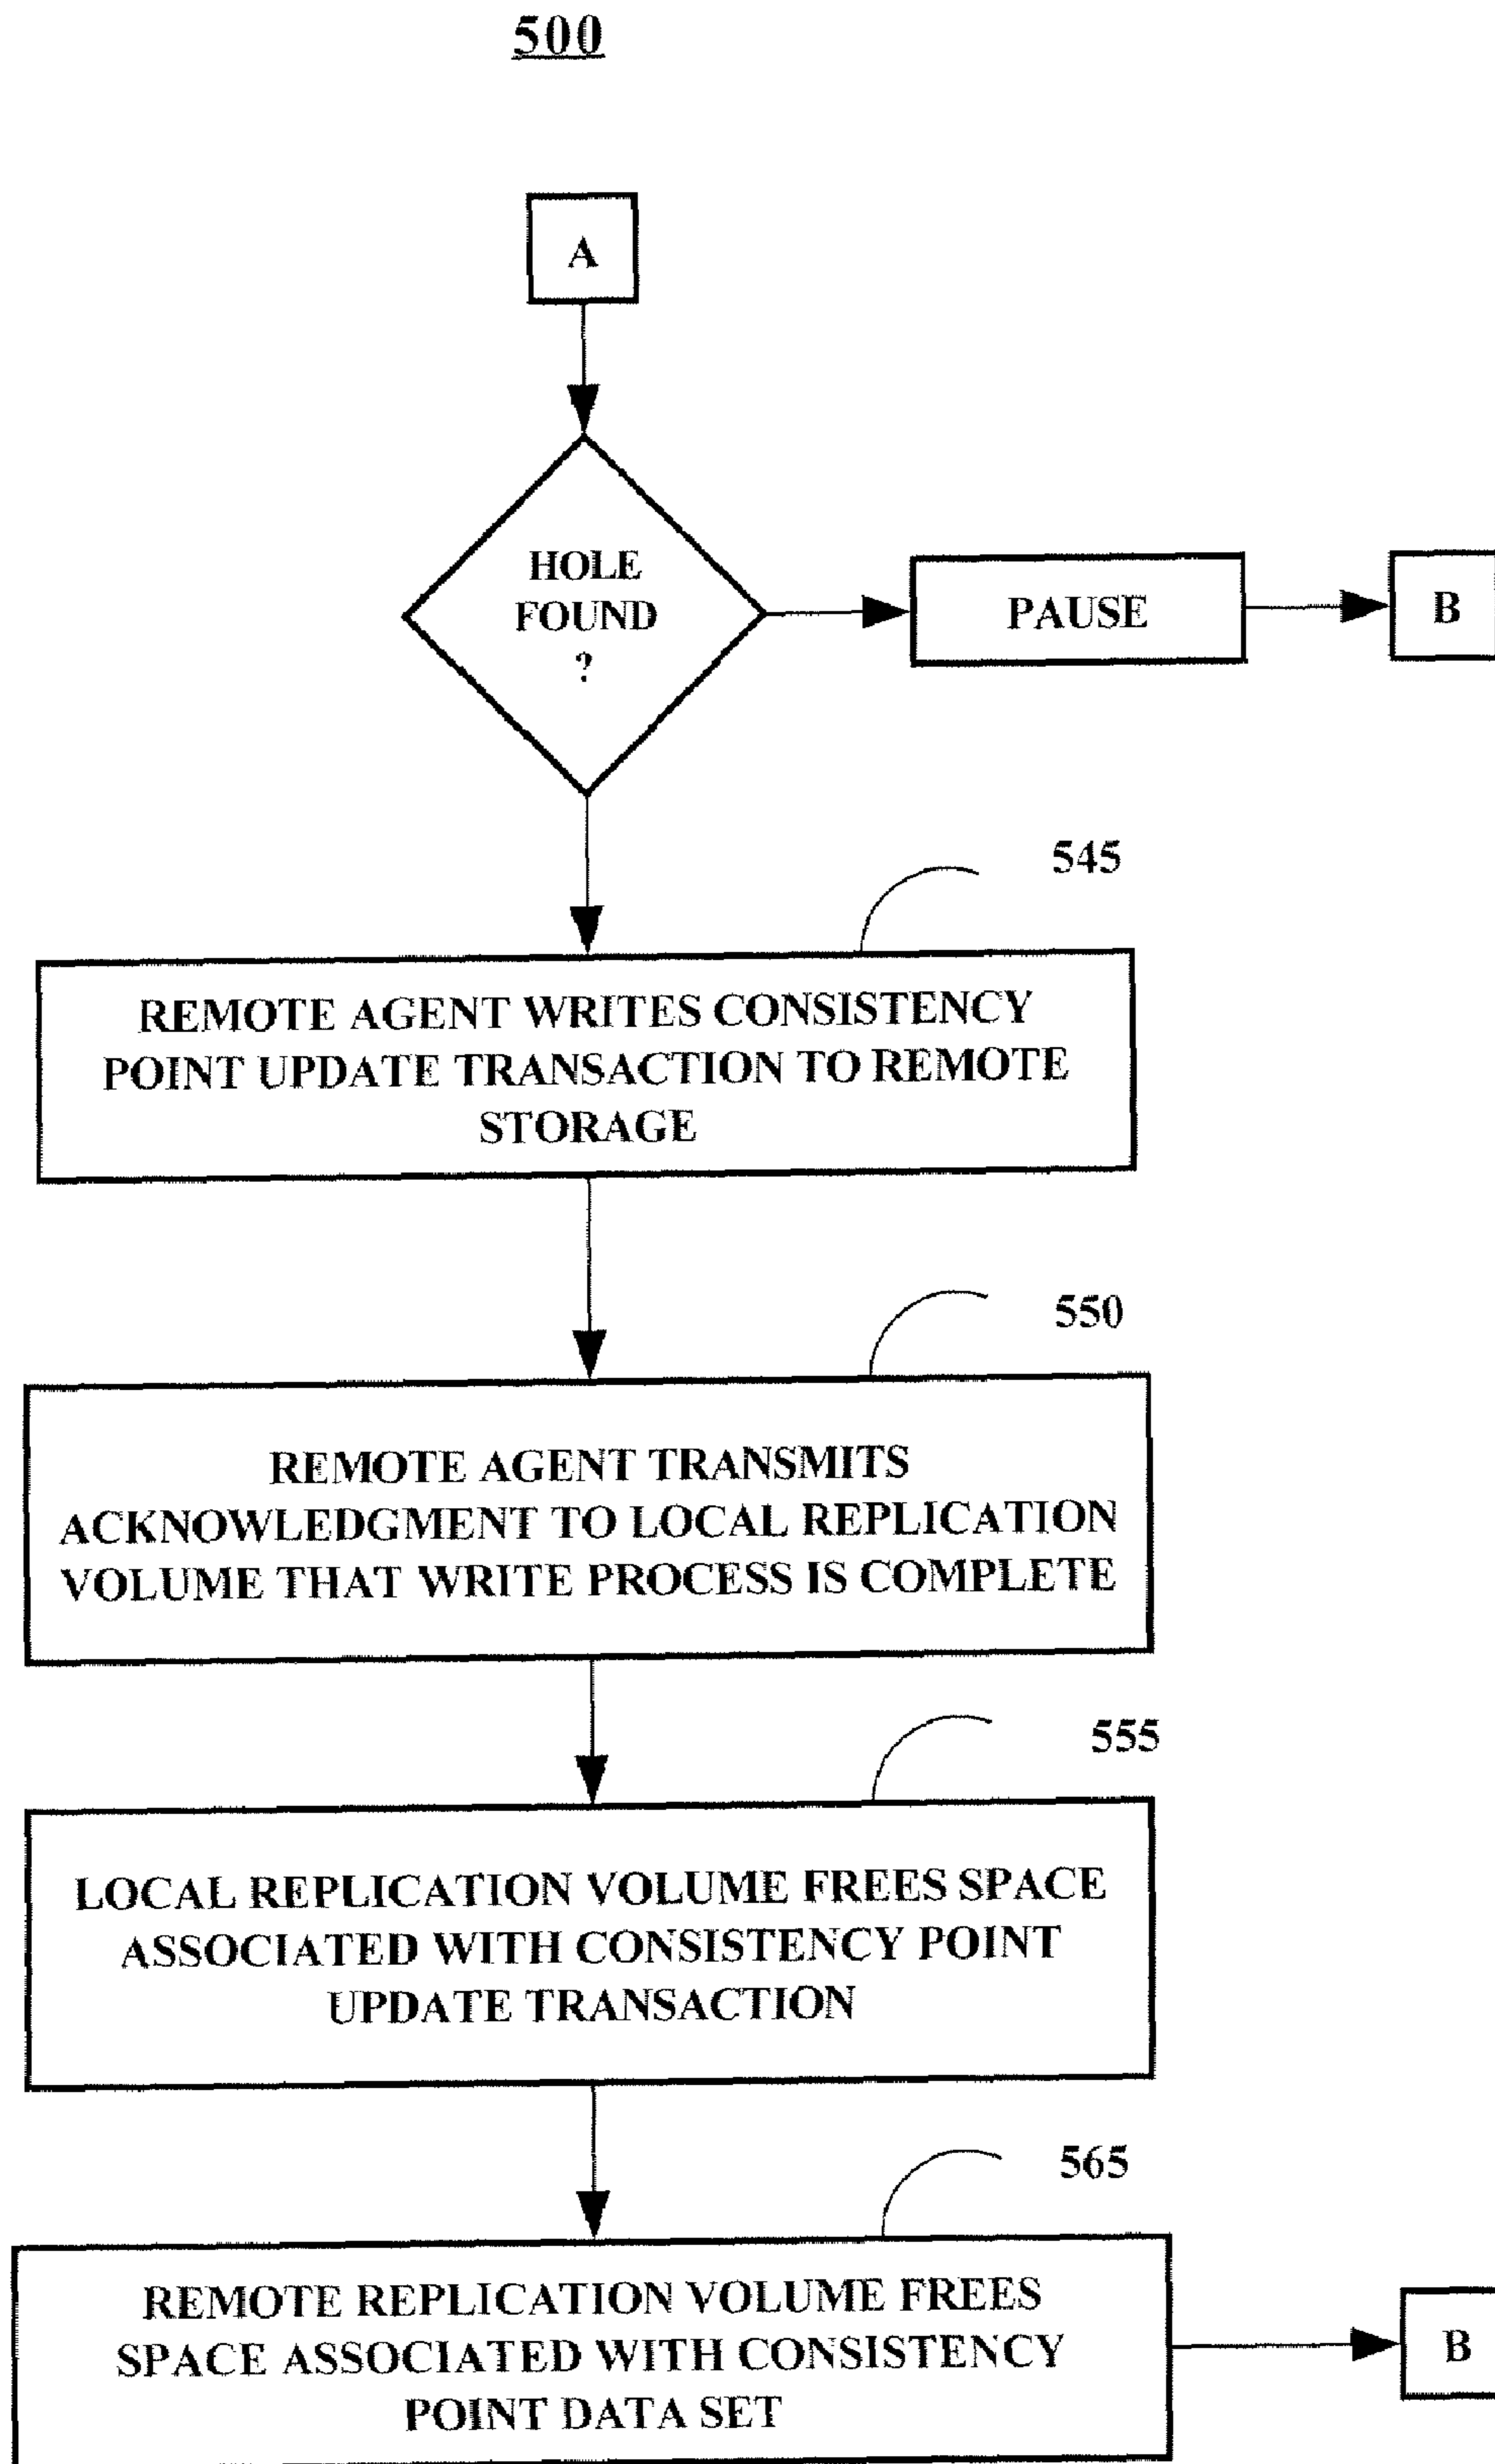 500
A
HOLE
FOUND
?
PAUSE
B
545
REMOTE AGENT WRITES CONSISTENCY
POINT UPDATE TRANSACTION TO REMOTE
STORAGE
550
REMOTE AGENT TRANSMITS
ACKNOWLEDGMENT TO LOCAL REPLICATION
VOLUME THAT WRITE PROCESS IS COMPLETE
555
LOCAL REPLICATION VOLUME FREES SPACE
ASSOCIATED WITH CONSISTENCY POINT
UPDATE TRANSACTION
565
REMOTE REPLICATION VOLUME FREES
SPACE ASSOCIATED WITH CONSISTENCY
POINT DATA SET
B